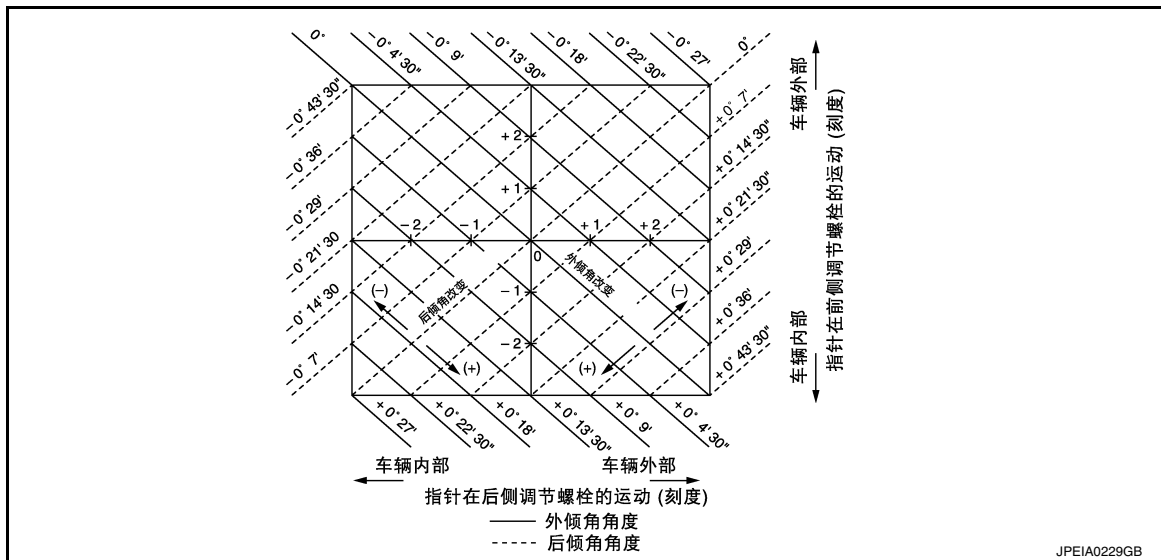 0°
– 0° 4' 30"
– 0° 9'
– 0° 13' 30"
– 0° 18'
– 0° 22' 30"
– 0° 27'
0°
– 0° 43' 30"
– 0° 36'
– 0° 29'
– 0° 21' 30
– 0° 14' 30
– 0° 7'
+ 0° 7'
+ 0° 14' 30"
+ 0° 21' 30"
+ 0° 29'
+ 0° 36'
+ 0° 43' 30"
+ 2
+ 1
– 2
– 1
+ 1
+ 2
0
– 1
– 2
后倾角改变
外倾角改变
(–)
(+)
(–)
(+)
+ 0° 27'
+ 0° 22' 30"
+ 0° 18'
+ 0° 13' 30"
+ 0° 9'
+ 0° 4' 30"
车辆外部
车辆内部
指针在前侧调节螺栓的运动 (刻度)
车辆内部
车辆外部
指针在后侧调节螺栓的运动 (刻度)
外倾角角度
后倾角角度
JPEIA0229GB